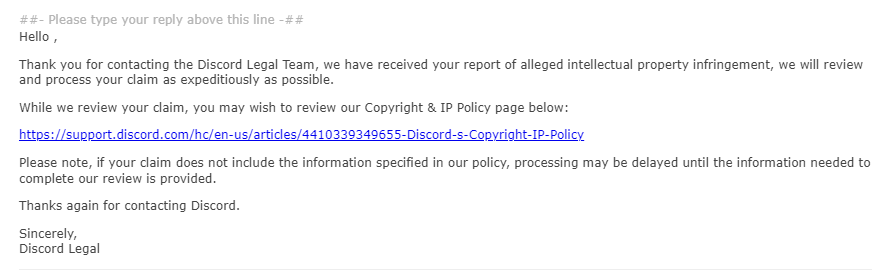 ##- Please type your reply above this line -##
Hello ,
Thank you for contacting the Discord Legal Team, we have received your report of alleged intellectual property infringement, we will review
and process your claim as expeditiously as possible.
While we review your claim, you may wish to review our Copyright & IP Policy page below:
https://support.discord.com/hc/en-us/articles/4410339349655-Discord-s-Copyright-IP-Policy
Please note, if your claim does not include the information specified in our policy, processing may be delayed until the information needed to
complete our review is provided.
Thanks again for contacting Discord.
Sincerely,
Discord Legal